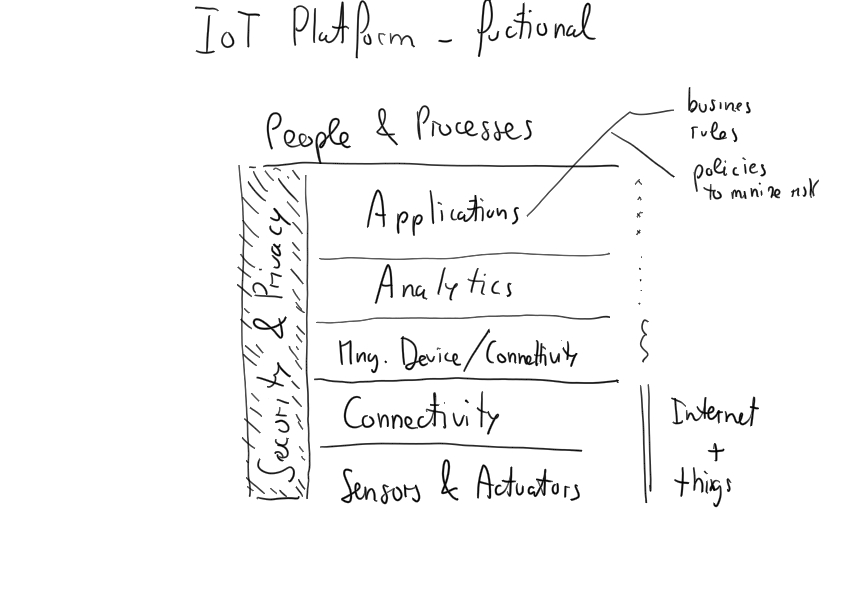 IoT Platform - fuctional
People & Processes
busines
rules
policies
to minize risk
Security & Privacy
Applications
Analytics
Mng. Device/Connettivity
Connectivity
Sensors & Actuators
Internet
+
things